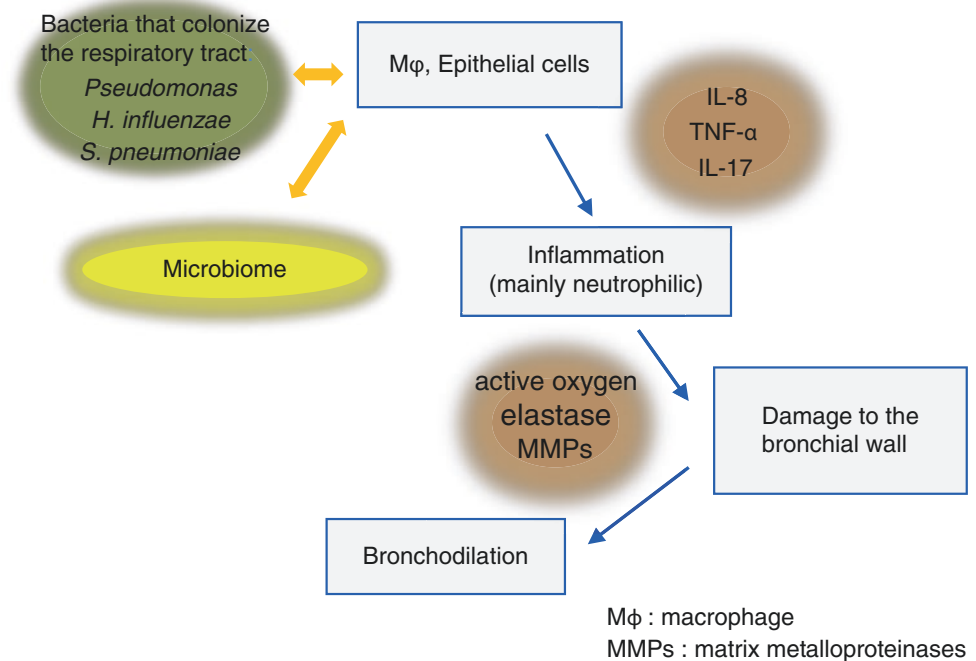 Bacteria that colonize
the respiratory tract:
Pseudomonas
H. influenzae
S. pneumoniae
Mφ, Epithelial cells
IL-8
TNF-α
IL-17
Microbiome
Inflammation
(mainly neutrophilic)
active oxygen
elastase
MMPs
Damage to the
bronchial wall
Bronchodilation
Mϕ : macrophage
MMPs : matrix metalloproteinases